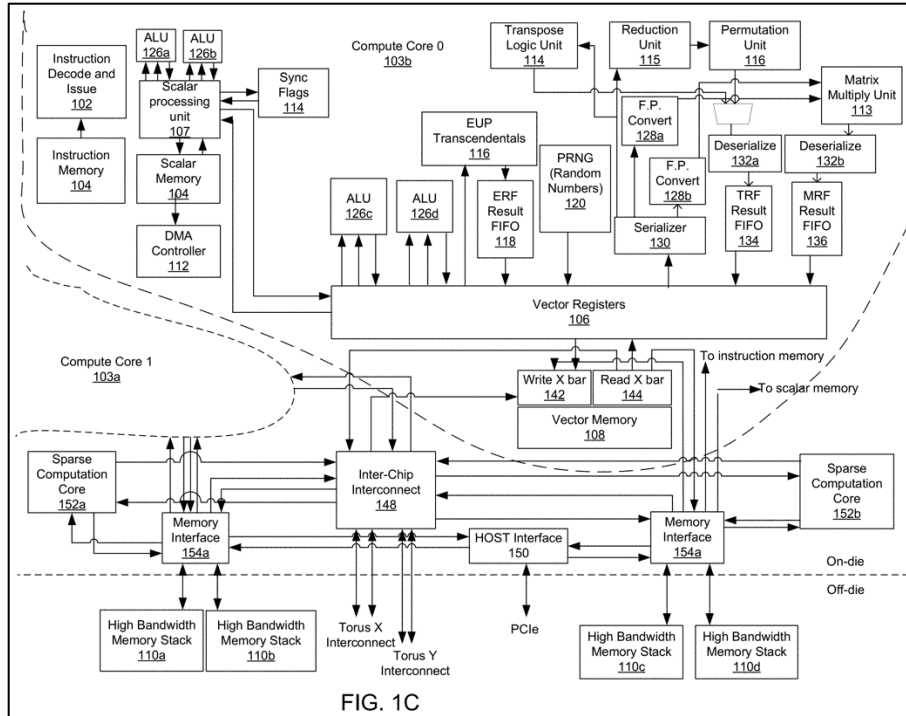 ALU
126a
ALU
126b
Compute Core 0
103b
Transpose
Logic Unit
114
Reduction
Unit
115
Permutation
Unit
116
Instruction
Decode and
Issue
102
Scalar
processing
unit
107
Sync
Flags
114
Matrix
Multiply Unit
113
F.P.
Convert
128a
EUP
Transcendentals
116
Instruction
Memory
104
Scalar
Memory
104
PRNG
(Random
Numbers)
120
F.P.
Convert
128b
Deserialize
132a
Deserialize
132b
ALU
126c
ALU
126d
ERF
Result
FIFO
118
Serializer
130
TRF
Result
FIFO
134
MRF
Result
FIFO
136
DMA
Controller
112
Vector Registers
106
Compute Core 1
103a
To instruction memory
Write X bar
142
Read X bar
144
To scalar memory
Vector Memory
108
Sparse
Computation
Core
152a
Inter-Chip
Interconnect
148
Sparse
Computation
Core
152b
Memory
Interface
154a
HOST Interface
150
Memory
Interface
154a
On-die
Off-die
High Bandwidth
Memory Stack
110a
High Bandwidth
Memory Stack
110b
Torus X
Interconnect
Torus Y
Interconnect
PCIe
High Bandwidth
Memory Stack
110c
High Bandwidth
Memory Stack
110d
FIG. 1C